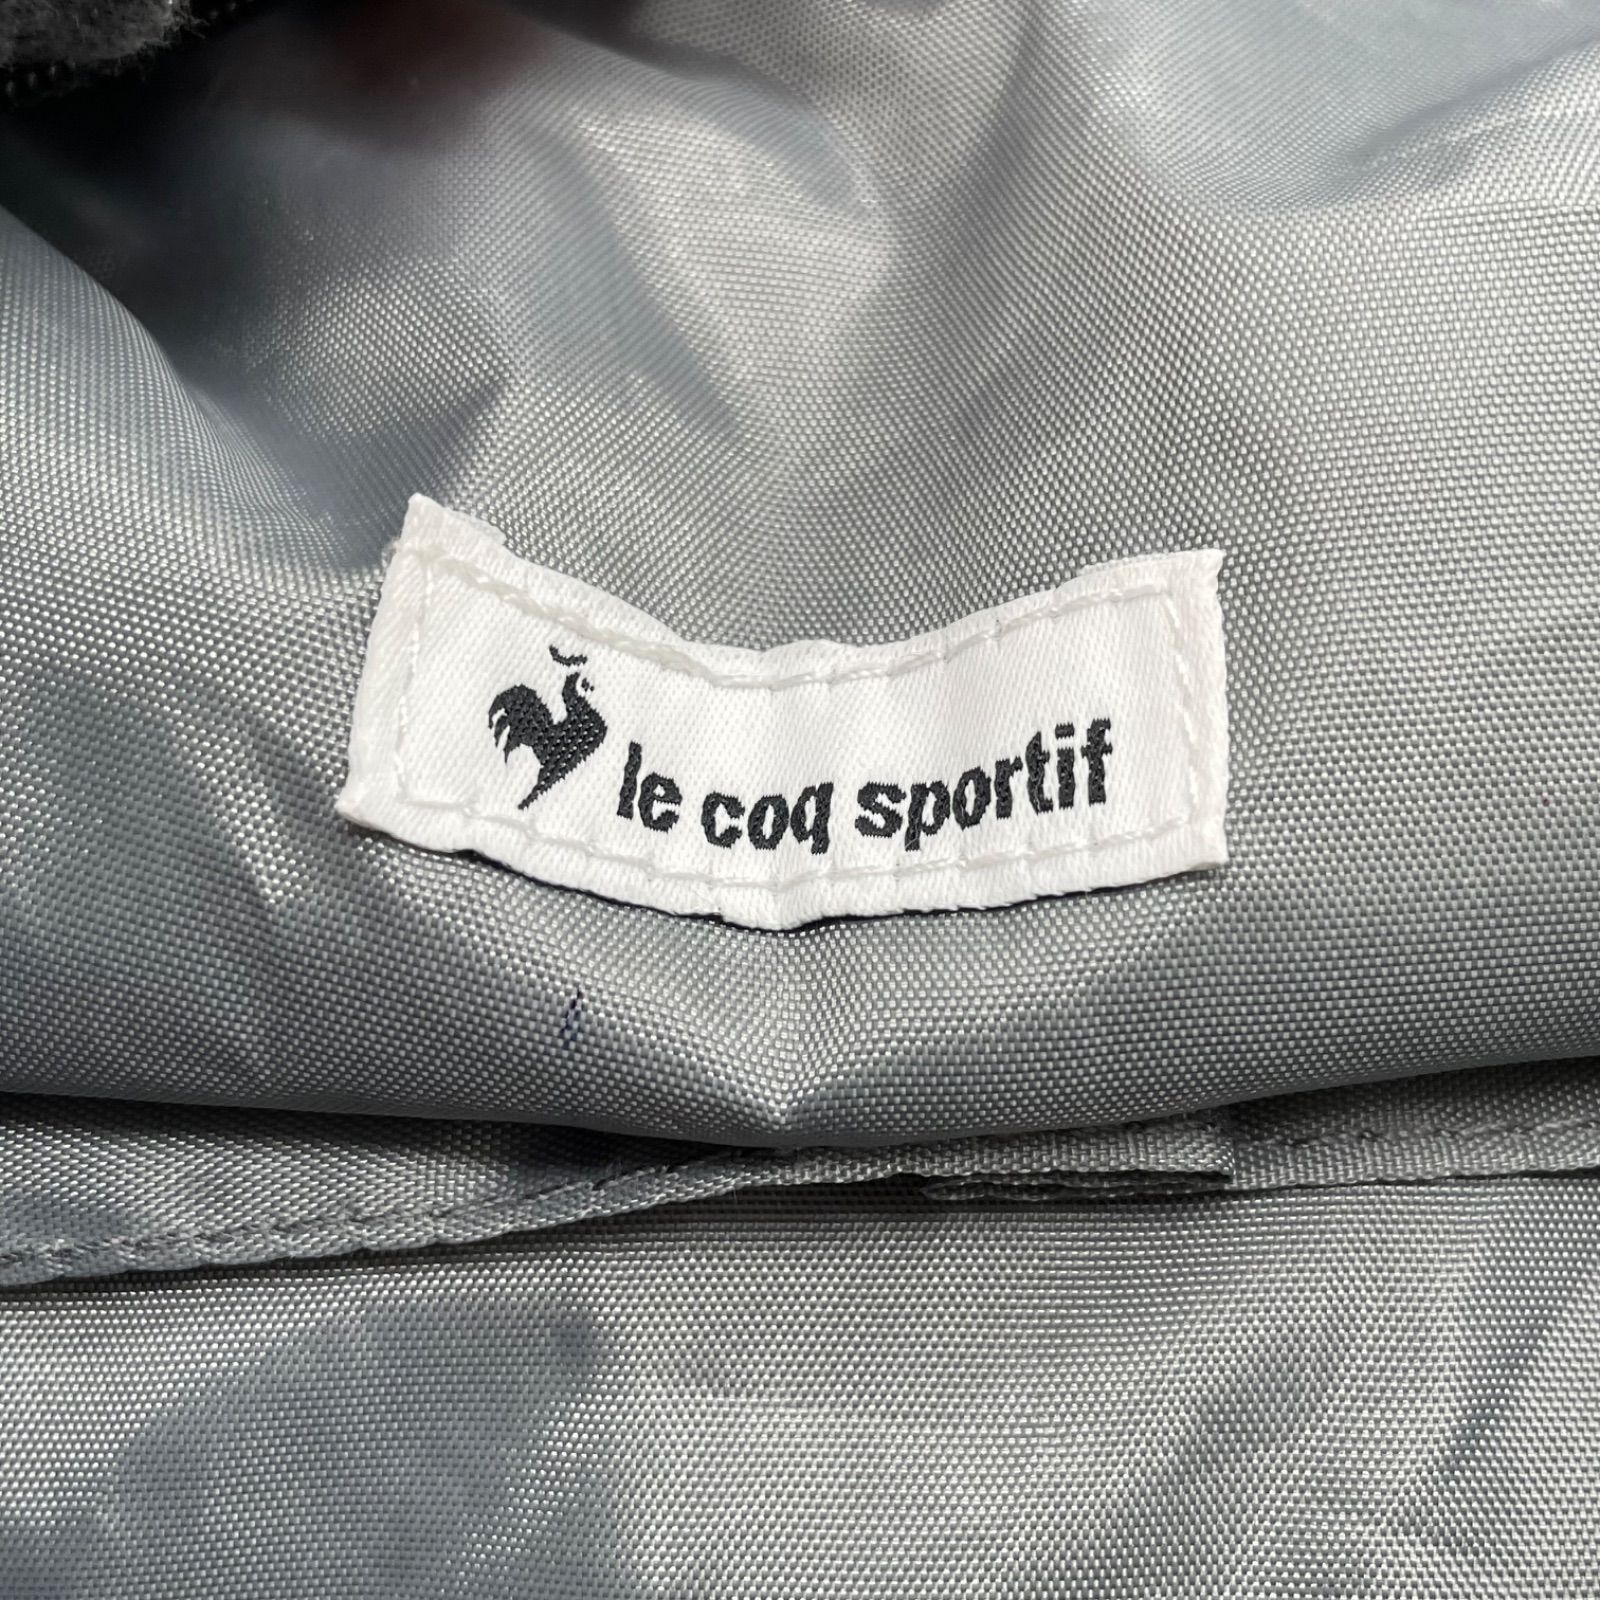 le coq sportif